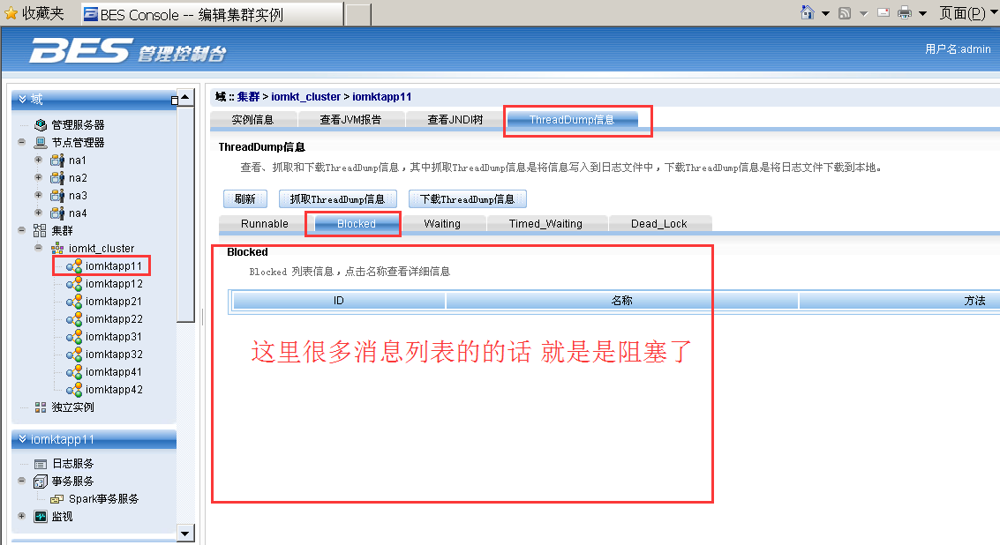 收藏夹
BES Console -- 编辑集群实例
页面(P)
BES 管理控制台
用户名:admin
域
管理服务器
节点管理器
na1
na2
na3
na4
集群
iomkt_cluster
iomktapp11
iomktapp12
iomktapp21
iomktapp22
iomktapp31
iomktapp32
iomktapp41
iomktapp42
独立实例
iomktapp11
日志服务
事务服务
Spark事务服务
监视
域 :: 集群 > iomkt_cluster > iomktapp11
实例信息 查看JVM报告 查看JNDI树 ThreadDump信息
ThreadDump信息
查看、抓取和下载ThreadDump信息，其中抓取ThreadDump信息是将信息写入到日志文件中，下载ThreadDump信息是将日志文件下载到本地。
刷新 抓取ThreadDump信息 下载ThreadDump信息
Runnable Blocked Waiting Timed_Waiting Dead_Lock
Blocked
Blocked 列表信息，点击名称查看详细信息
ID 名称 方法
这里很多消息列表的的话 就是是阻塞了